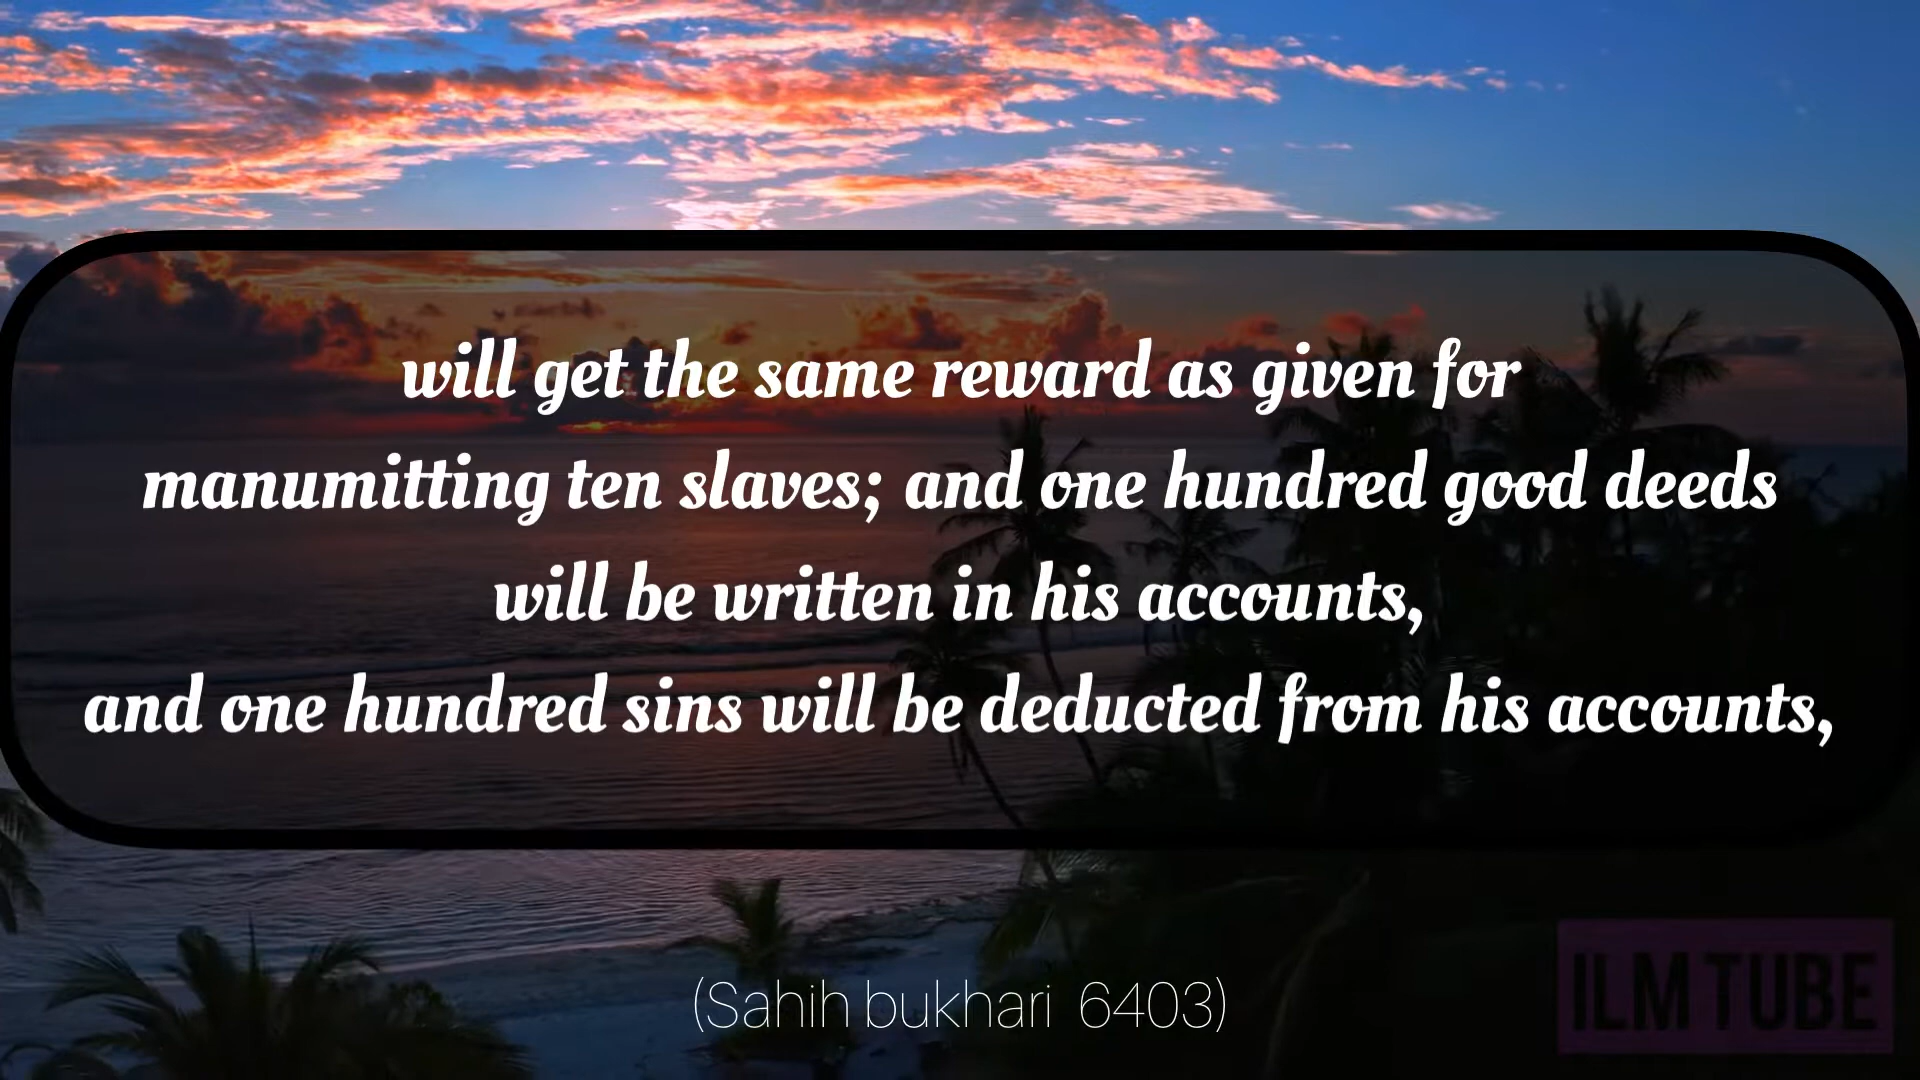 will get the same reward as given for
manumitting ten slaves; and one hundred good deeds
will be written in his accounts,
and one hundred sins will be deducted from his accounts,
(Sahih bukhari 6403)
ILM TUBE